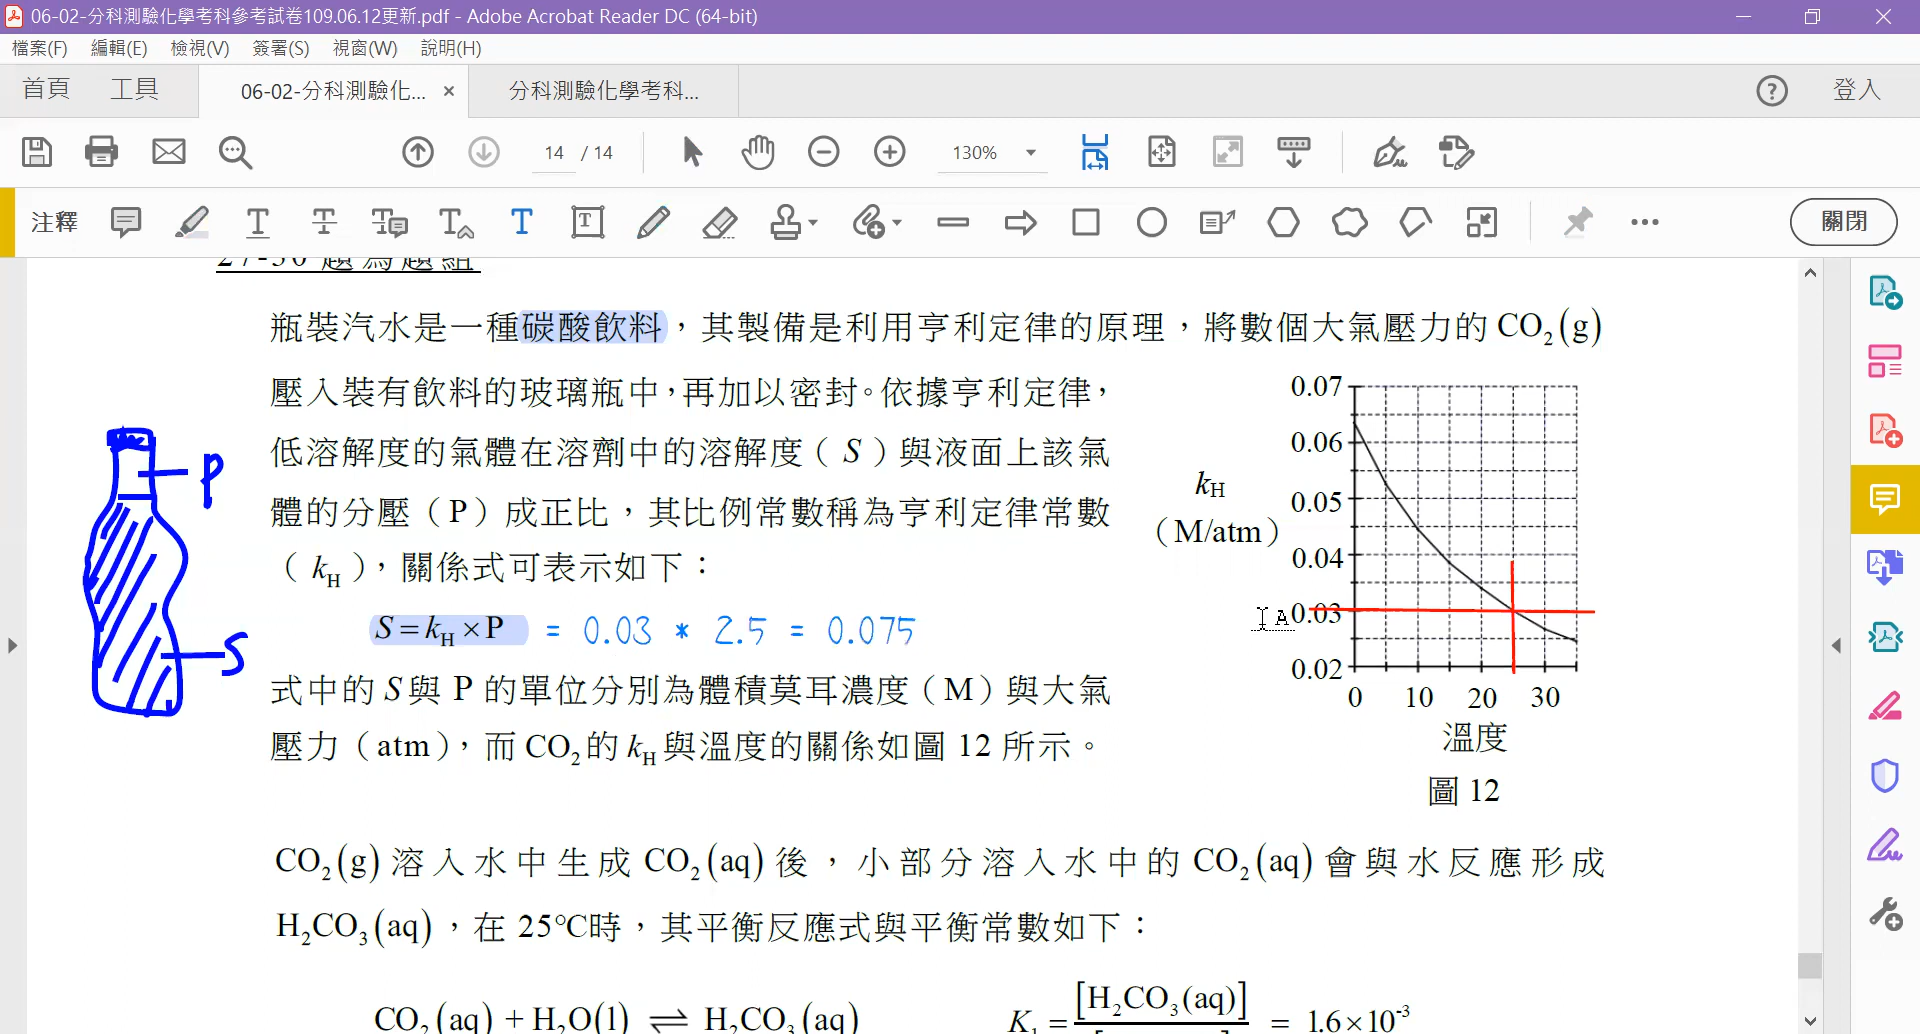 06-02-分科測驗化學考科參考試卷109.06.12更新.pdf - Adobe Acrobat Reader DC (64-bit)
檔案(F) 編輯(E) 檢視(V) 簽署(S) 視窗(W) 說明(H)
首頁 工具 06-02-分科測驗化... × 分科測驗化學考科... 登入
14 / 14 130%
注釋 關閉
27-30 題為題組
瓶裝汽水是一種碳酸飲料，其製備是利用亨利定律的原理，將數個大氣壓力的 CO₂(g)
壓入裝有飲料的玻璃瓶中，再加以密封。依據亨利定律，
低溶解度的氣體在溶劑中的溶解度（S）與液面上該氣
體的分壓（P）成正比，其比例常數稱為亨利定律常數
（kH），關係式可表示如下：
S = kH × P = 0.03 * 2.5 = 0.075
式中的 S 與 P 的單位分別為體積莫耳濃度（M）與大氣
壓力（atm），而 CO₂ 的 kH 與溫度的關係如圖 12 所示。
P
S
kH
（M/atm）
0.07
0.06
0.05
0.04
0.03
0.02
0 10 20 30
溫度
圖 12
A
CO₂(g) 溶入水中生成 CO₂(aq) 後，小部分溶入水中的 CO₂(aq) 會與水反應形成
H₂CO₃(aq)，在 25°C時，其平衡反應式與平衡常數如下：
CO₂(aq) + H₂O(l) ⇌ H₂CO₃(aq) K₁ = [H₂CO₃(aq)] = 1.6×10⁻³